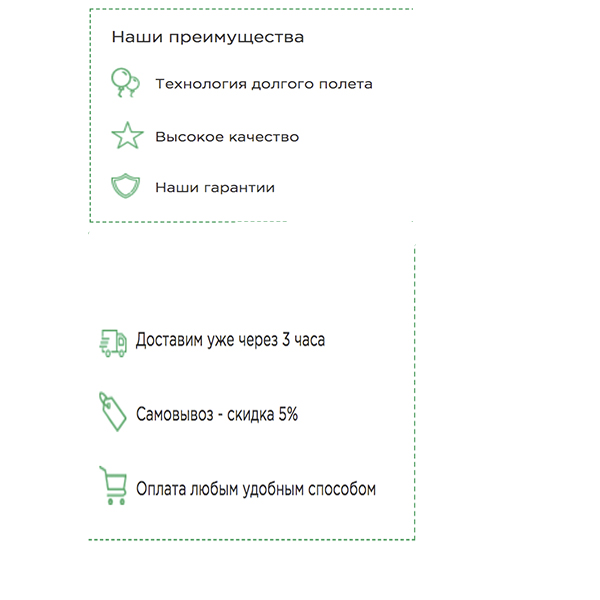 Наши преимущества
Технология долгого полета
Высокое качество
Наши гарантии
Доставим уже через 3 часа
Самовывоз - скидка 5%
Оплата любым удобным способом